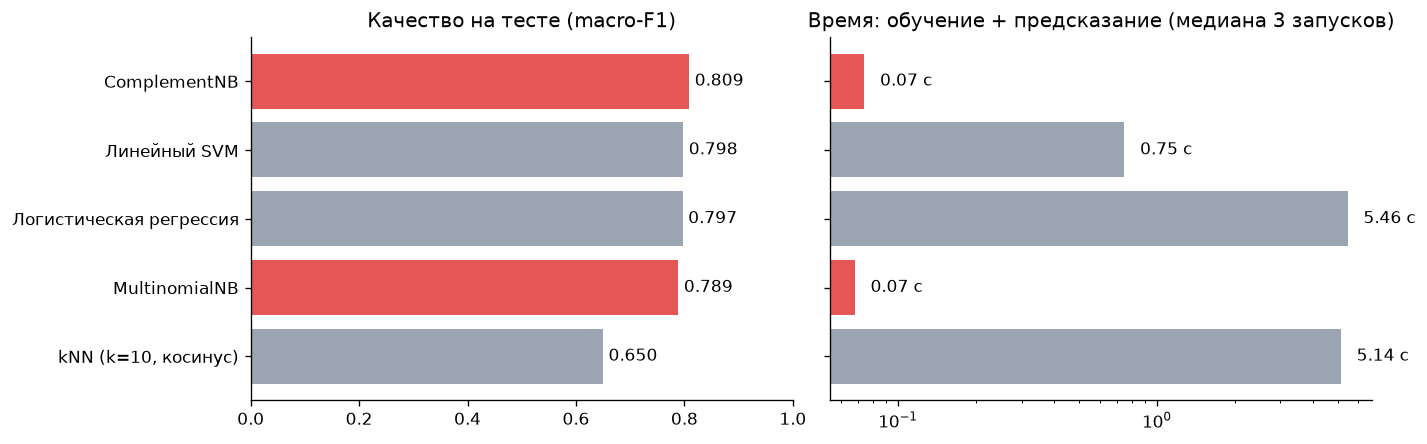 Качество на тесте (macro-F1)
ComplementNB
0.809
Линейный SVM
0.798
Логистическая регрессия
0.797
MultinomialNB
0.789
kNN (k=10, косинус)
0.650
0.0 0.2 0.4 0.6 0.8 1.0
Время: обучение + предсказание (медиана 3 запусков)
0.07 с
0.75 с
5.46 с
0.07 с
5.14 с
10⁻¹ 10⁰